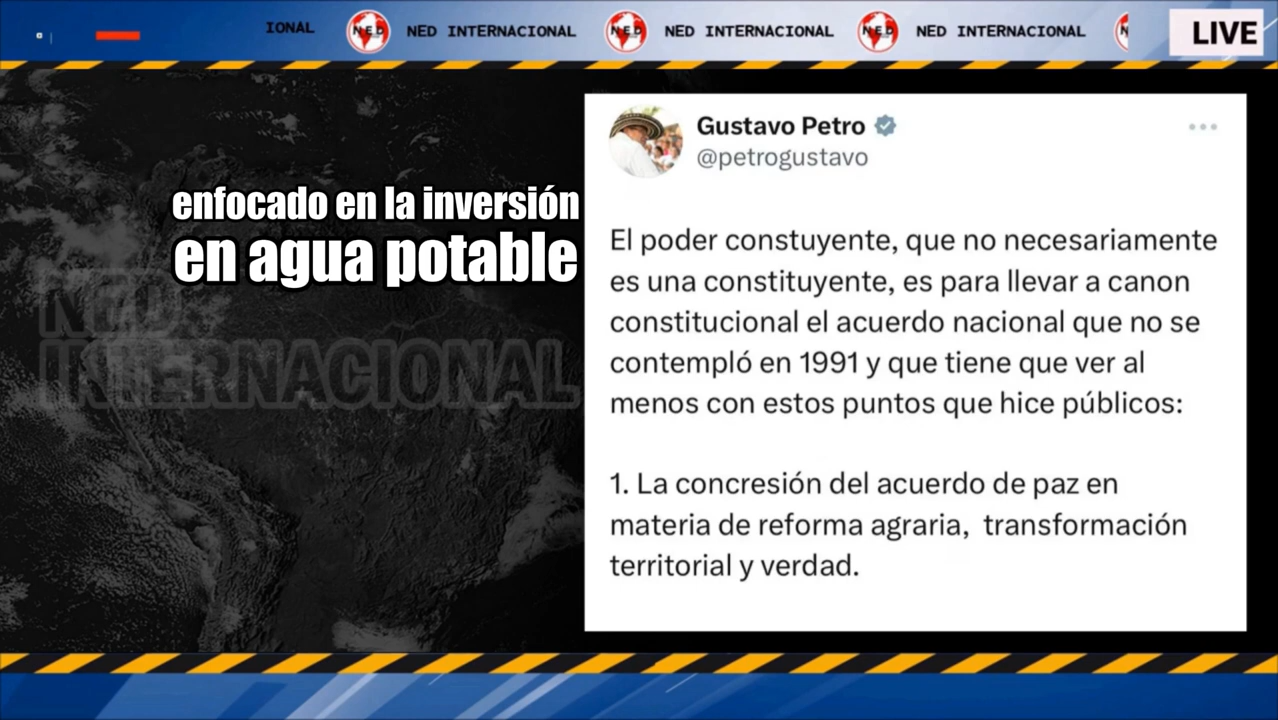 IONAL NED NED INTERNACIONAL NED NED INTERNACIONAL NED NED INTERNACIONAL
LIVE
enfocado en la inversión
en agua potable
NED
INTERNACIONAL
Gustavo Petro
@petrogustavo
El poder constuyente, que no necesariamente
es una constituyente, es para llevar a canon
constitucional el acuerdo nacional que no se
contempló en 1991 y que tiene que ver al
menos con estos puntos que hice públicos:
1. La concresión del acuerdo de paz en
materia de reforma agraria, transformación
territorial y verdad.